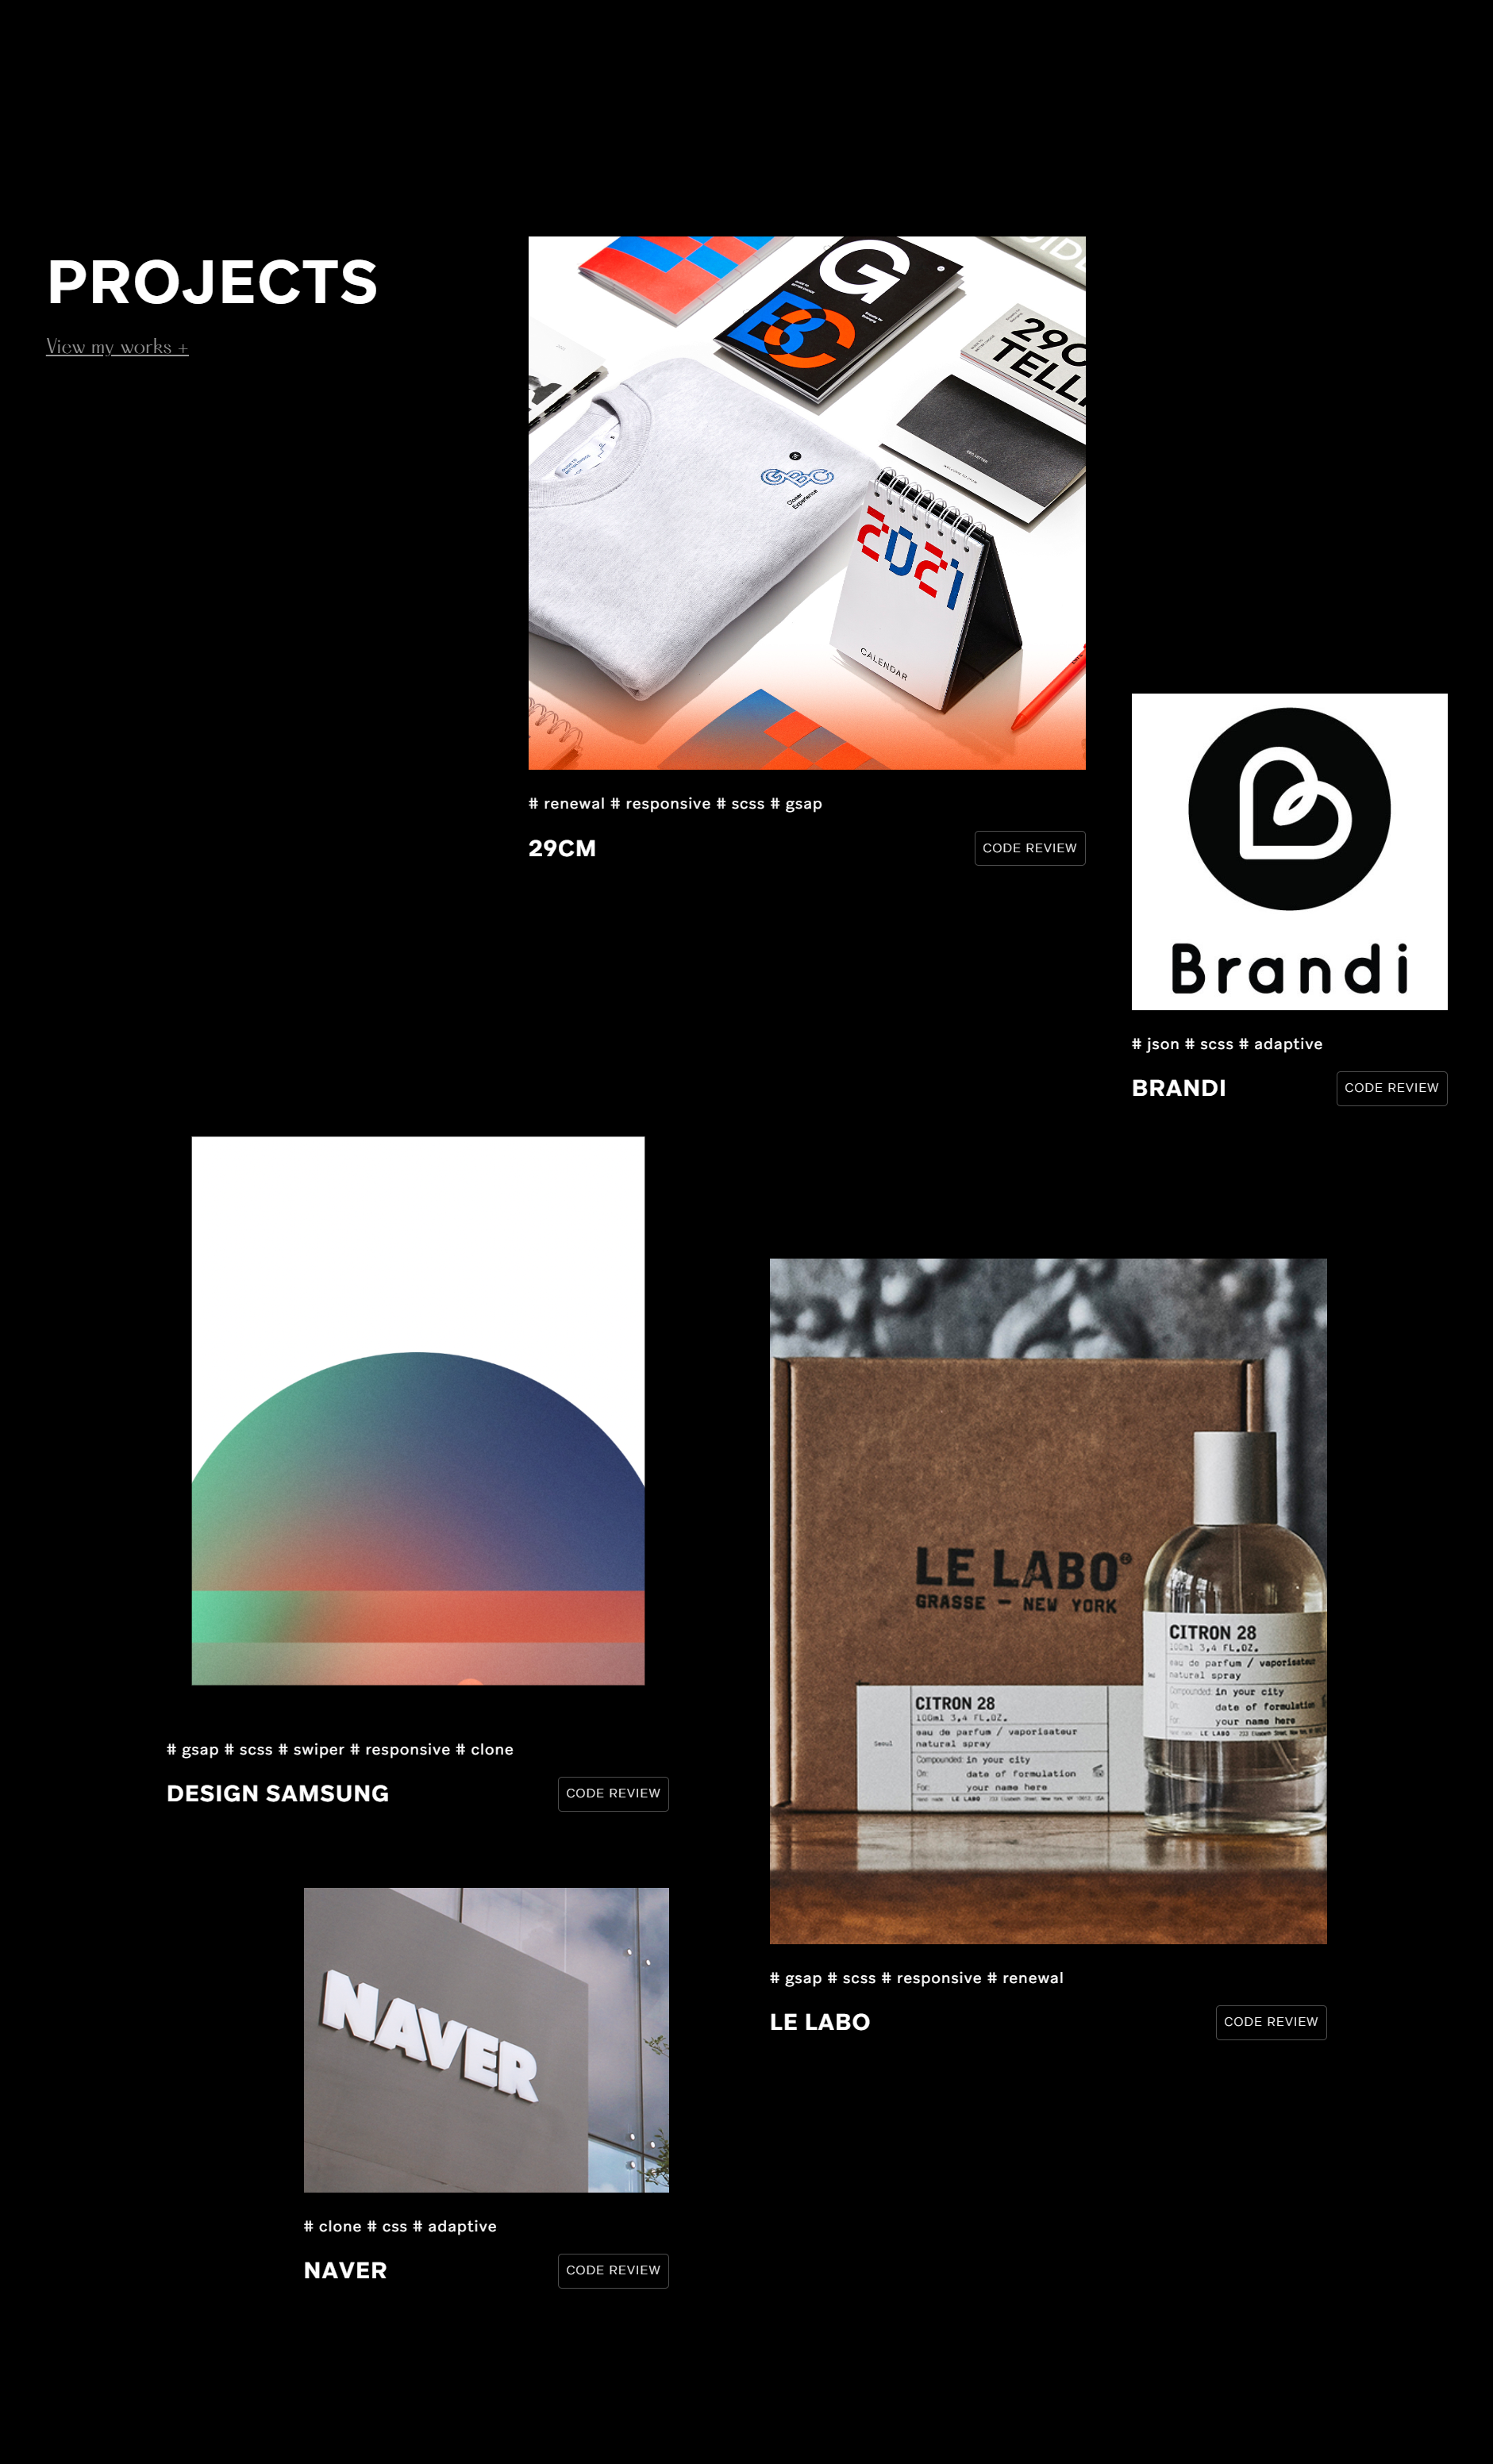 PROJECTS
View my works +
G
BC
29C
TELL
GBC
Closer
Experience
2021
CALENDAR
# renewal # responsive # scss # gsap
29CM
CODE REVIEW
Brandi
# json # scss # adaptive
BRANDI
CODE REVIEW
# gsap # scss # swiper # responsive # clone
DESIGN SAMSUNG
CODE REVIEW
LE LABO®
GRASSE — NEW YORK
CITRON 28
100ml 3,4 FL.OZ.
eau de parfum / vaporisateur
natural spray
Compounded: in your city
On: date of formulation
For: your name here
CITRON 28
100ml 3,4 FL.OZ.
eau de parfum / vaporisateur
natural spray
Seoul
Compounded: in your city
On: date of formulation
For: your name here
# gsap # scss # responsive # renewal
LE LABO
CODE REVIEW
NAVER
# clone # css # adaptive
NAVER
CODE REVIEW